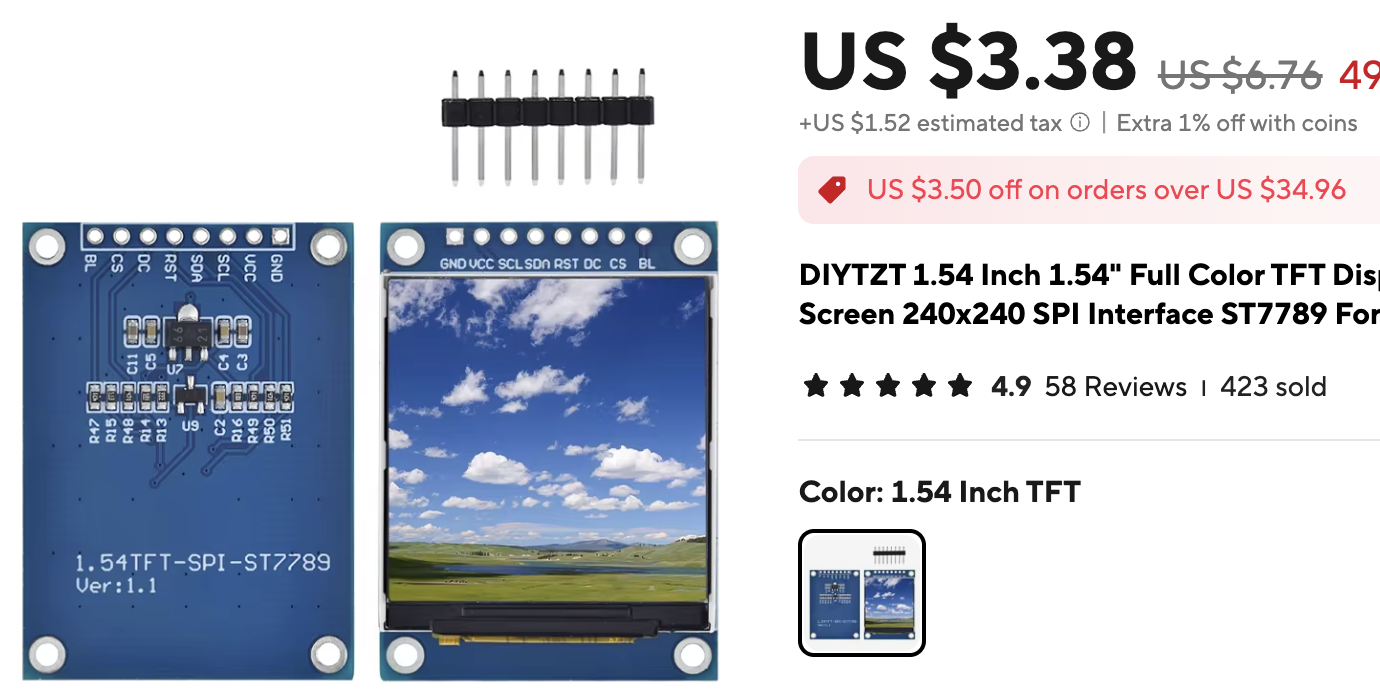 US $3.38 US $6.76 49
+US $1.52 estimated tax | Extra 1% off with coins
US $3.50 off on orders over US $34.96
DIYTZT 1.54 Inch 1.54" Full Color TFT Disp
Screen 240x240 SPI Interface ST7789 For
4.9 58 Reviews | 423 sold
Color: 1.54 Inch TFT
BL CS DC RST SDA SCL VCC GND
C11 C5 U7 C4 C3
R47 R15 R48 R14 R13 U9 C2 R16 R49 R50 R51
1.54TFT-SPI-ST7789
Ver:1.1
GND VCC SCL SDA RST DC CS BL